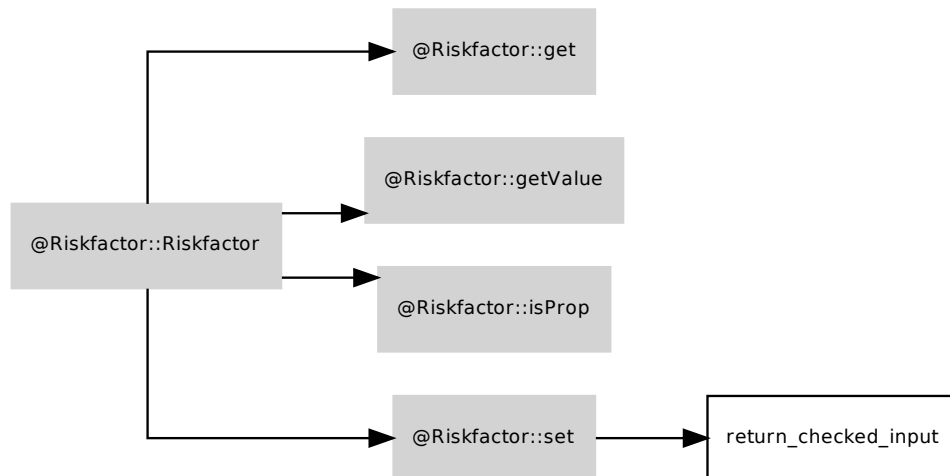 @Riskfactor::get
@Riskfactor::getValue
@Riskfactor::Riskfactor
@Riskfactor::isProp
@Riskfactor::set
return_checked_input